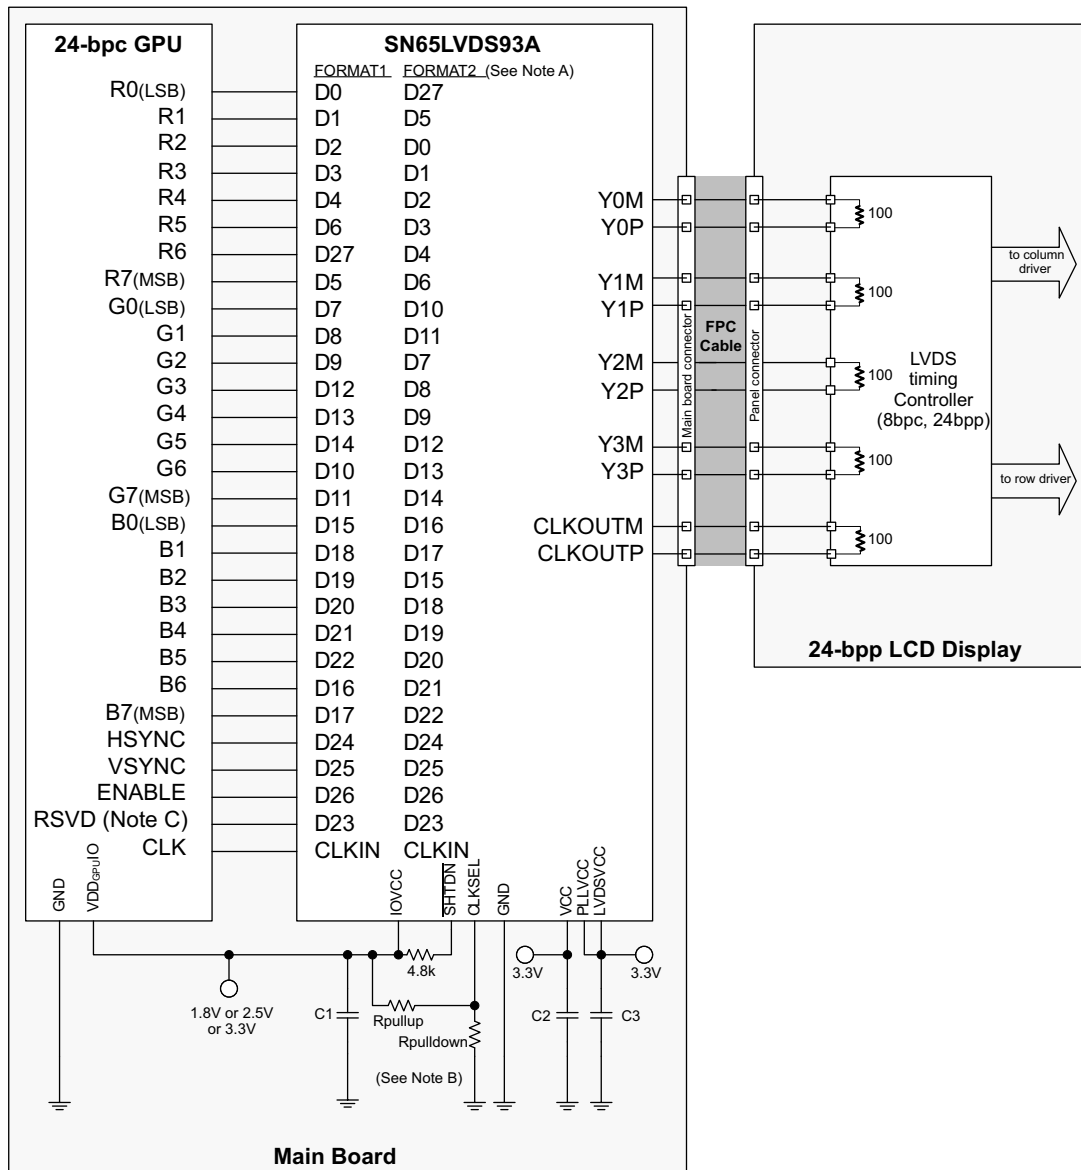 24-bpc GPU
SN65LVDS93A
FORMAT1 FORMAT2 (See Note A)
R0(LSB) D0 D27
R1 D1 D5
R2 D2 D0
R3 D3 D1
R4 D4 D2
R5 D6 D3
R6 D27 D4
R7(MSB) D5 D6
G0(LSB) D7 D10
G1 D8 D11
G2 D9 D7
G3 D12 D8
G4 D13 D9
G5 D14 D12
G6 D10 D13
G7(MSB) D11 D14
B0(LSB) D15 D16
B1 D18 D17
B2 D19 D15
B3 D20 D18
B4 D21 D19
B5 D22 D20
B6 D16 D21
B7(MSB) D17 D22
HSYNC D24 D24
VSYNC D25 D25
ENABLE D26 D26
RSVD (Note C) D23 D23
CLK CLKIN CLKIN
Y0M
Y0P
Y1M
Y1P
Y2M
Y2P
Y3M
Y3P
CLKOUTM
CLKOUTP
Main board connector
FPC
Cable
Panel connector
100
100
100
100
100
LVDS
timing
Controller
(8bpc, 24bpp)
to column
driver
to row driver
24-bpp LCD Display
GND
VDDGPUIO
IOVCC
SHTDN
CLKSEL
GND
VCC
PLLVCC
LVDSVCC
4.8k
3.3V
3.3V
1.8V or 2.5V
or 3.3V
C1
Rpullup
Rpulldown
C2
C3
(See Note B)
Main Board